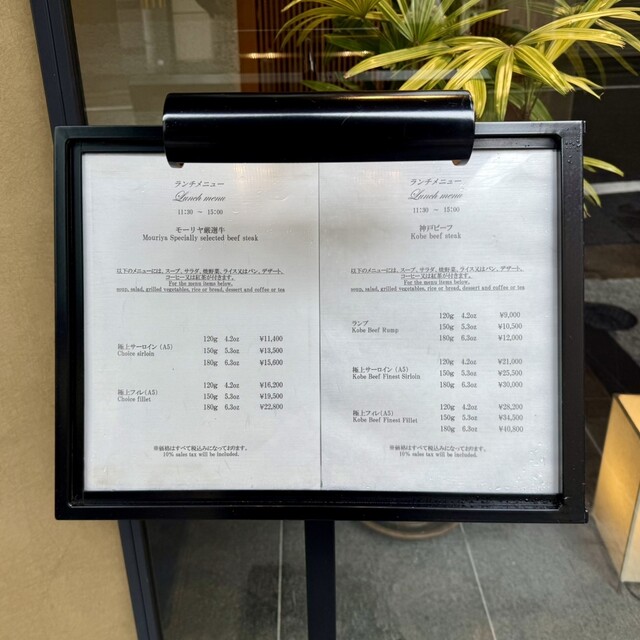 ランチメニュー
Lunch menu
11:30 ~ 15:00
モーリヤ厳選牛
Mouriya Specially selected beef steak
以下のメニューには、スープ、サラダ、焼野菜、ライス又はパン、デザート、
コーヒー又は紅茶が付きます。
For the menu items below,
soup, salad, grilled vegetables, rice or bread, dessert and coffee or tea
極上サーロイン (A5)
Choice sirloin
120g 4.2oz ¥11,400
150g 5.3oz ¥13,500
180g 6.3oz ¥15,600
極上フィレ(A5)
Choice fillet
120g 4.2oz ¥16,200
150g 5.3oz ¥19,500
180g 6.3oz ¥22,800
※価格はすべて税込みになっております。
10% sales tax will be included.
ランチメニュー
Lunch menu
11:30 ~ 15:00
神戸ビーフ
Kobe beef steak
以下のメニューには、スープ、サラダ、焼野菜、ライス又はパン、デザート、
コーヒー又は紅茶が付きます。
For the menu items below,
soup, salad, grilled vegetables, rice or bread, dessert and coffee or tea
ランプ
Kobe Beef Rump
120g 4.2oz ¥9,000
150g 5.3oz ¥10,500
180g 6.3oz ¥12,000
極上サーロイン (A5)
Kobe Beef Finest Sirloin
120g 4.2oz ¥21,000
150g 5.3oz ¥25,500
180g 6.3oz ¥30,000
極上フィレ(A5)
Kobe Beef Finest Fillet
120g 4.2oz ¥28,200
150g 5.3oz ¥34,500
180g 6.3oz ¥40,800
※価格はすべて税込みになっております。
10% sales tax will be included.